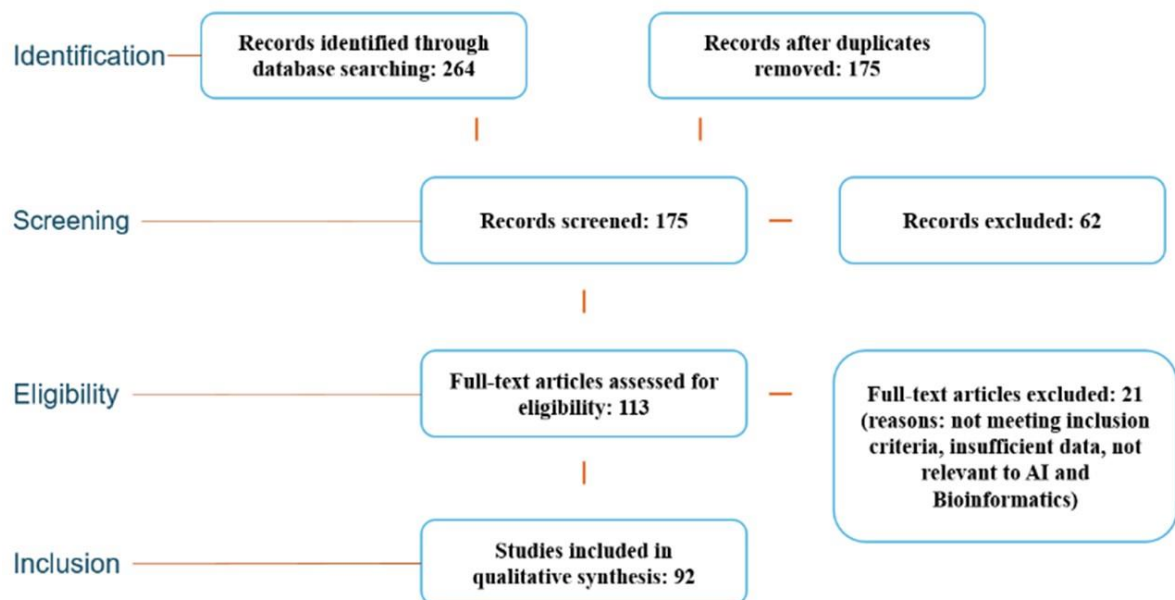 Identification
Records identified through
database searching: 264
Records after duplicates
removed: 175
Screening
Records screened: 175
Records excluded: 62
Eligibility
Full-text articles assessed for
eligibility: 113
Full-text articles excluded: 21
(reasons: not meeting inclusion
criteria, insufficient data, not
relevant to AI and
Bioinformatics)
Inclusion
Studies included in
qualitative synthesis: 92